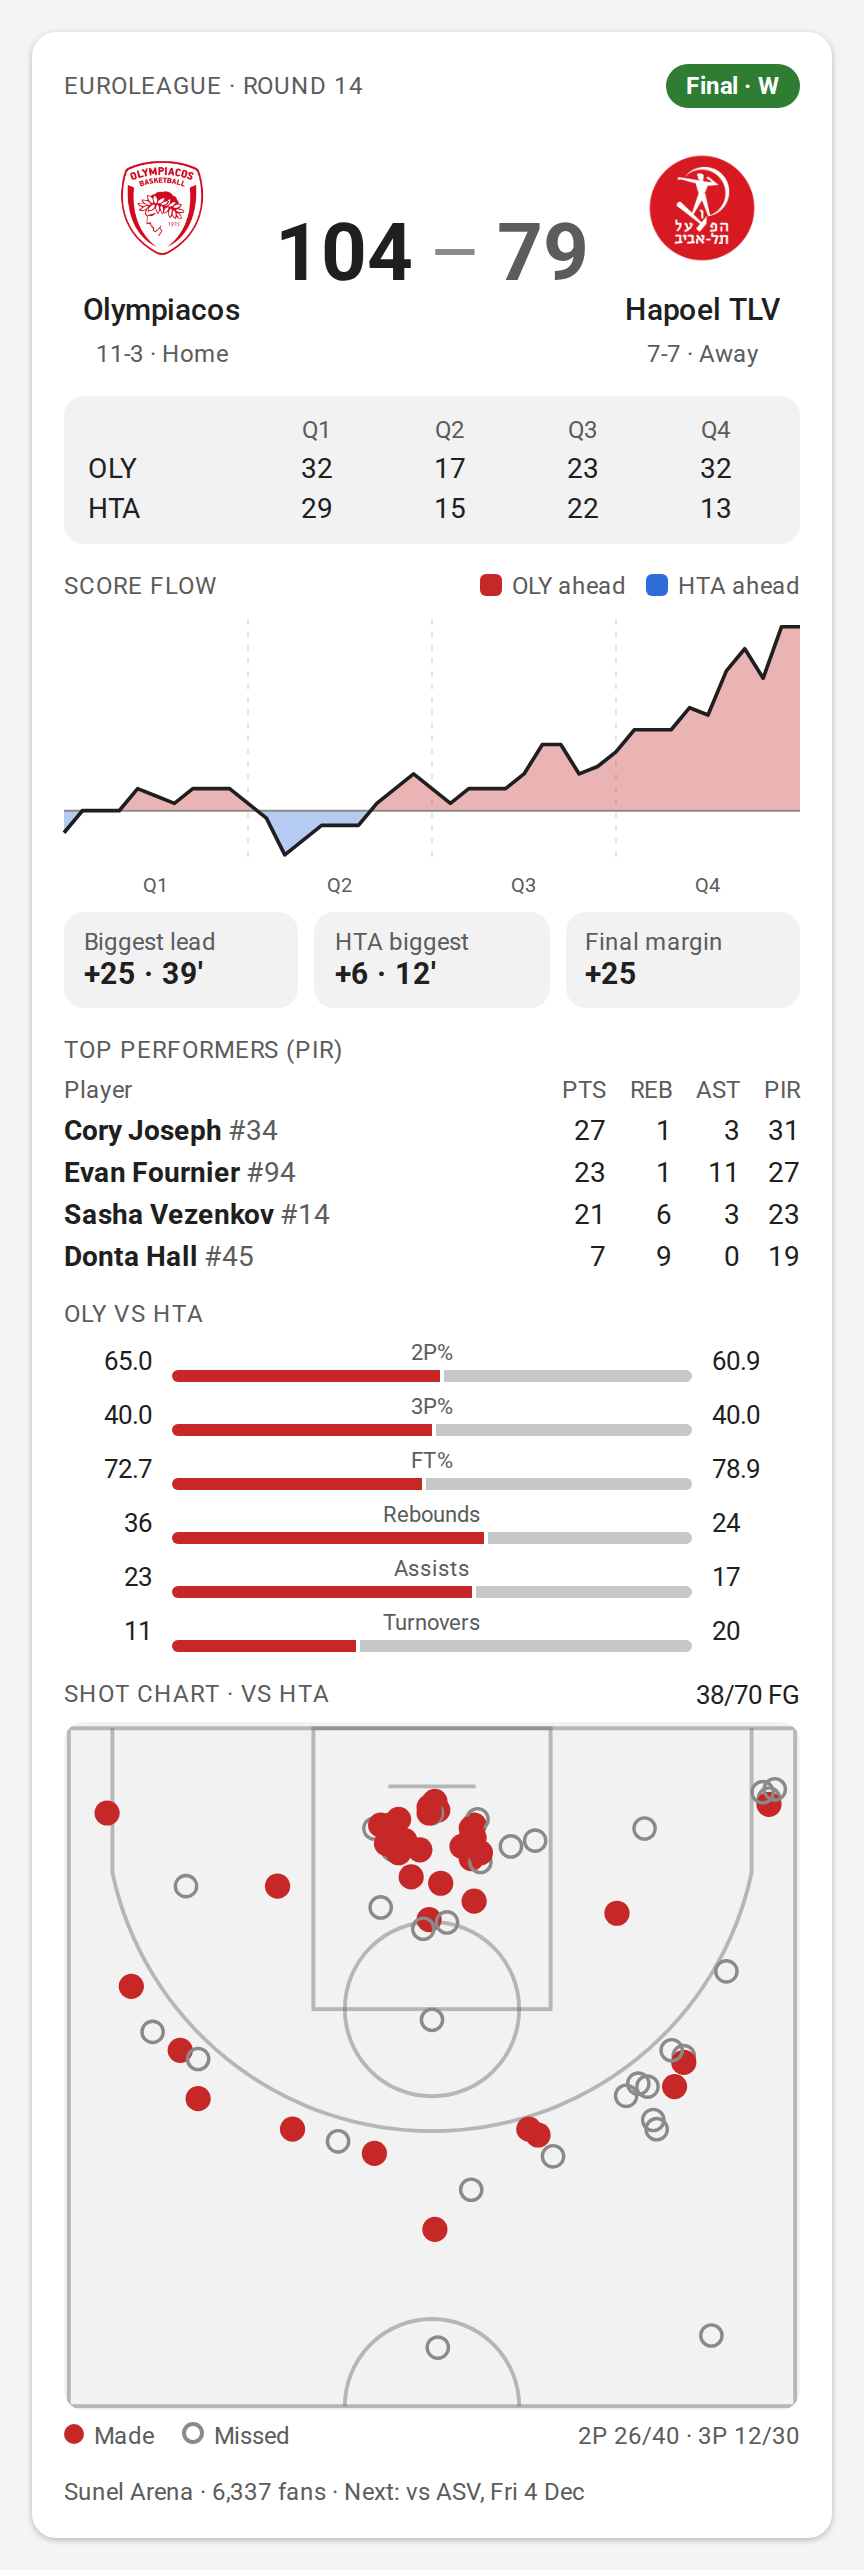 EUROLEAGUE · ROUND 14
Final · W
OLYMPIACOS
BASKETBALL
1925
הפועל
תל-אביב
104 – 79
Olympiacos
Hapoel TLV
11-3 · Home
7-7 · Away
Q1 Q2 Q3 Q4
OLY 32 17 23 32
HTA 29 15 22 13
SCORE FLOW
OLY ahead
HTA ahead
Q1 Q2 Q3 Q4
Biggest lead
+25 · 39'
HTA biggest
+6 · 12'
Final margin
+25
TOP PERFORMERS (PIR)
Player PTS REB AST PIR
Cory Joseph #34 27 1 3 31
Evan Fournier #94 23 1 11 27
Sasha Vezenkov #14 21 6 3 23
Donta Hall #45 7 9 0 19
OLY VS HTA
65.0 2P% 60.9
40.0 3P% 40.0
72.7 FT% 78.9
36 Rebounds 24
23 Assists 17
11 Turnovers 20
SHOT CHART · VS HTA
38/70 FG
Made
Missed
2P 26/40 · 3P 12/30
Sunel Arena · 6,337 fans · Next: vs ASV, Fri 4 Dec